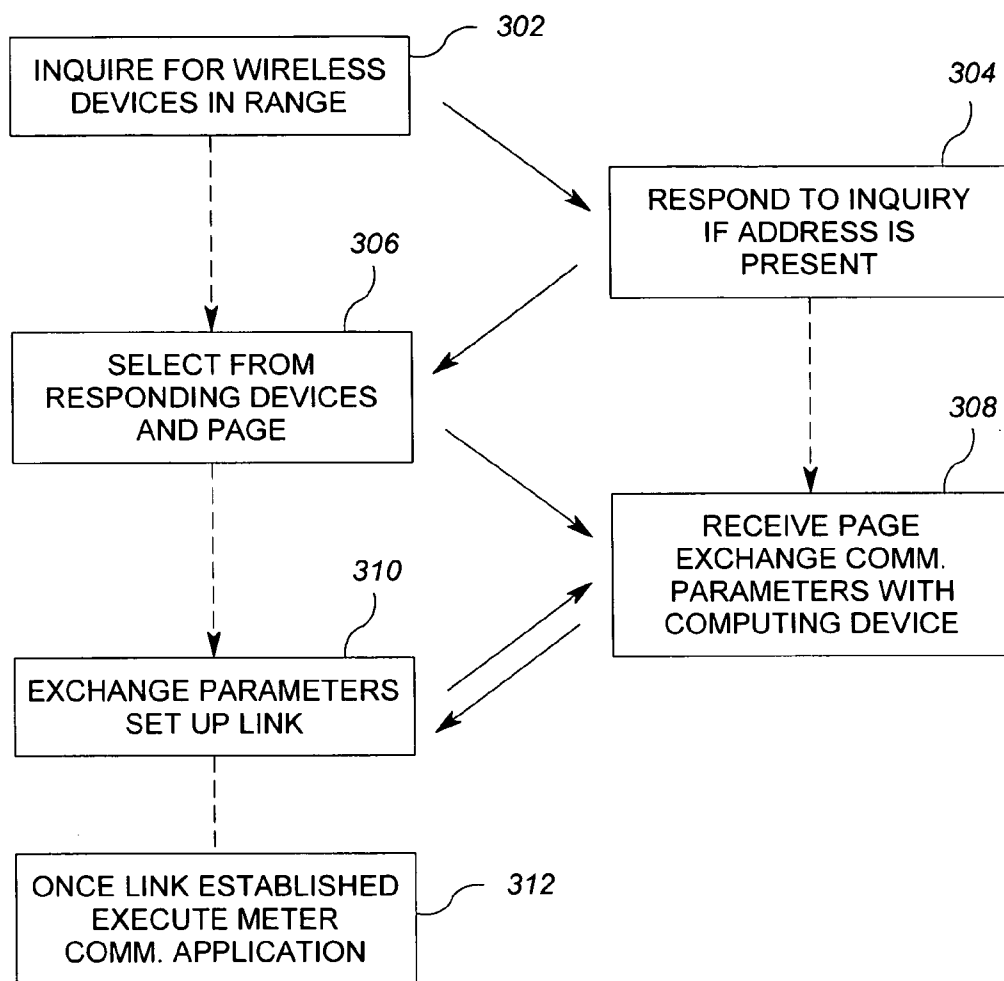 302
INQUIRE FOR WIRELESS
DEVICES IN RANGE
304
RESPOND TO INQUIRY
IF ADDRESS IS
PRESENT
306
SELECT FROM
RESPONDING DEVICES
AND PAGE
308
RECEIVE PAGE
EXCHANGE COMM.
PARAMETERS WITH
COMPUTING DEVICE
310
EXCHANGE PARAMETERS
SET UP LINK
312
ONCE LINK ESTABLISHED
EXECUTE METER
COMM. APPLICATION